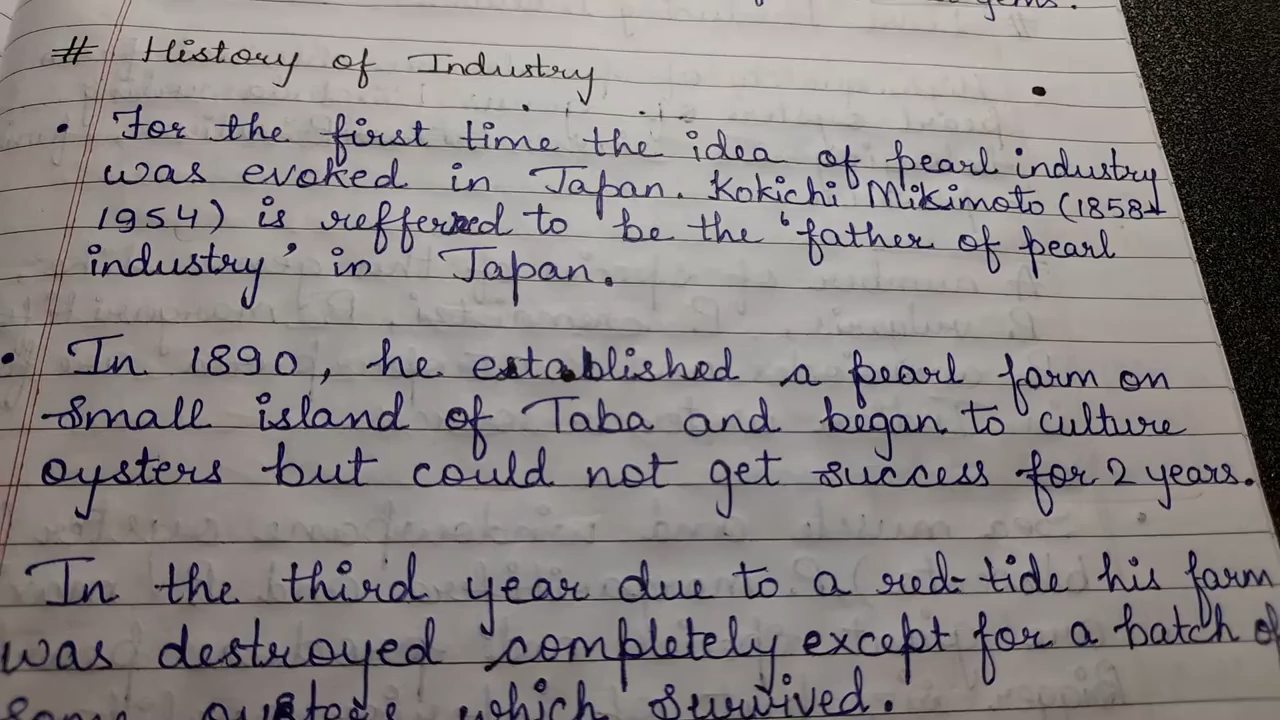 gems.
# History of Industry
• For the first time the idea of pearl industry
was evoked in Japan. Kokichi Mikimoto (1858-
1954) is refferred to be the 'father of pearl
industry' in Japan.
• In 1890, he established a pearl farm on
small island of Taba and began to culture
oysters but could not get success for 2 years.
In the third year due to a red-tide his farm
was destroyed completely except for a batch of
some which survived.